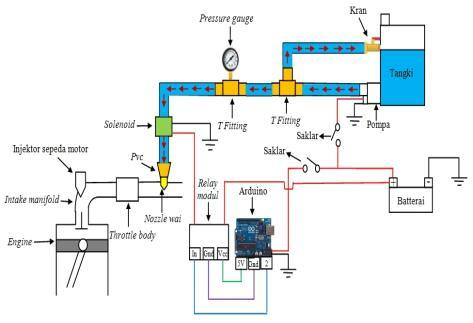 Kran
Pressure gauge
Tangki
T Fitting
T Fitting
Pompa
Solenoid
Saklar
Injektor sepeda motor
Pvc
Saklar
Relay
modul
Arduino
Intake manifold
Nozzle wai
Batterai
Throttle body
Engine
In
Gnd
Vcc
5V
Gnd
2